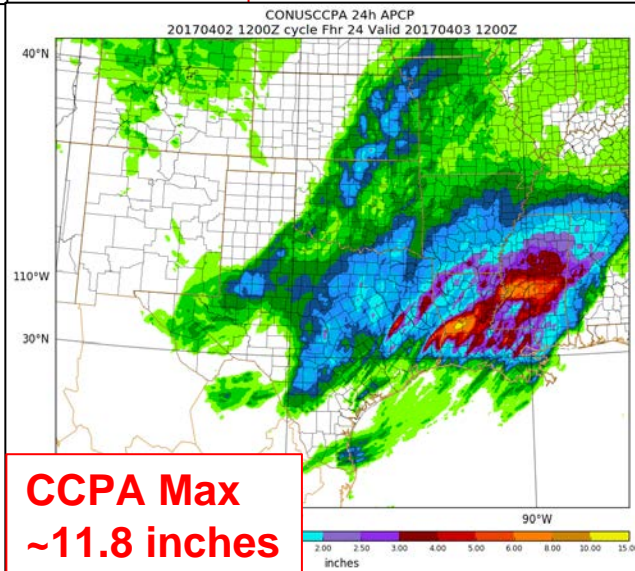 CONUSCCPA 24h APCP
20170402 1200Z cycle Fhr 24 Valid 20170403 1200Z
40°N
110°W
30°N
90°W
CCPA Max
~11.8 inches
2.00 2.50 3.00 4.00 5.00 6.00 8.00 10.00 15.0
inches